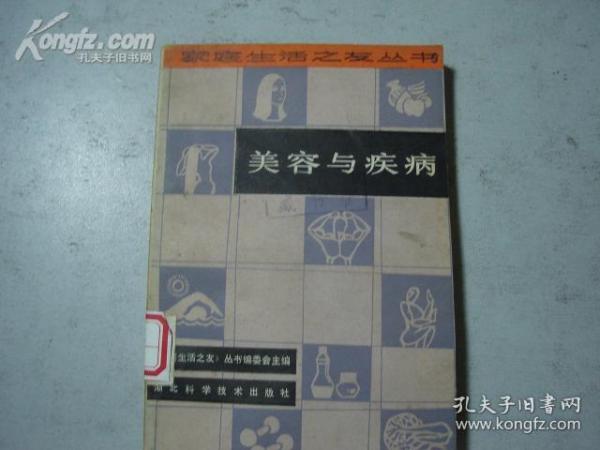 Kongfz.com
孔夫子旧书网
家庭生活之友丛书
美容与疾病
生活之友》丛书编委会主编
湖北科学技术出版社
孔夫子旧书网
www.kongfz.com